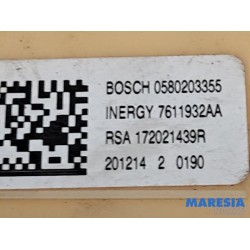 BOSCH 0580203355
INERGY 7611932AA
RSA 172021439R
201214 2 0190
MARESIA